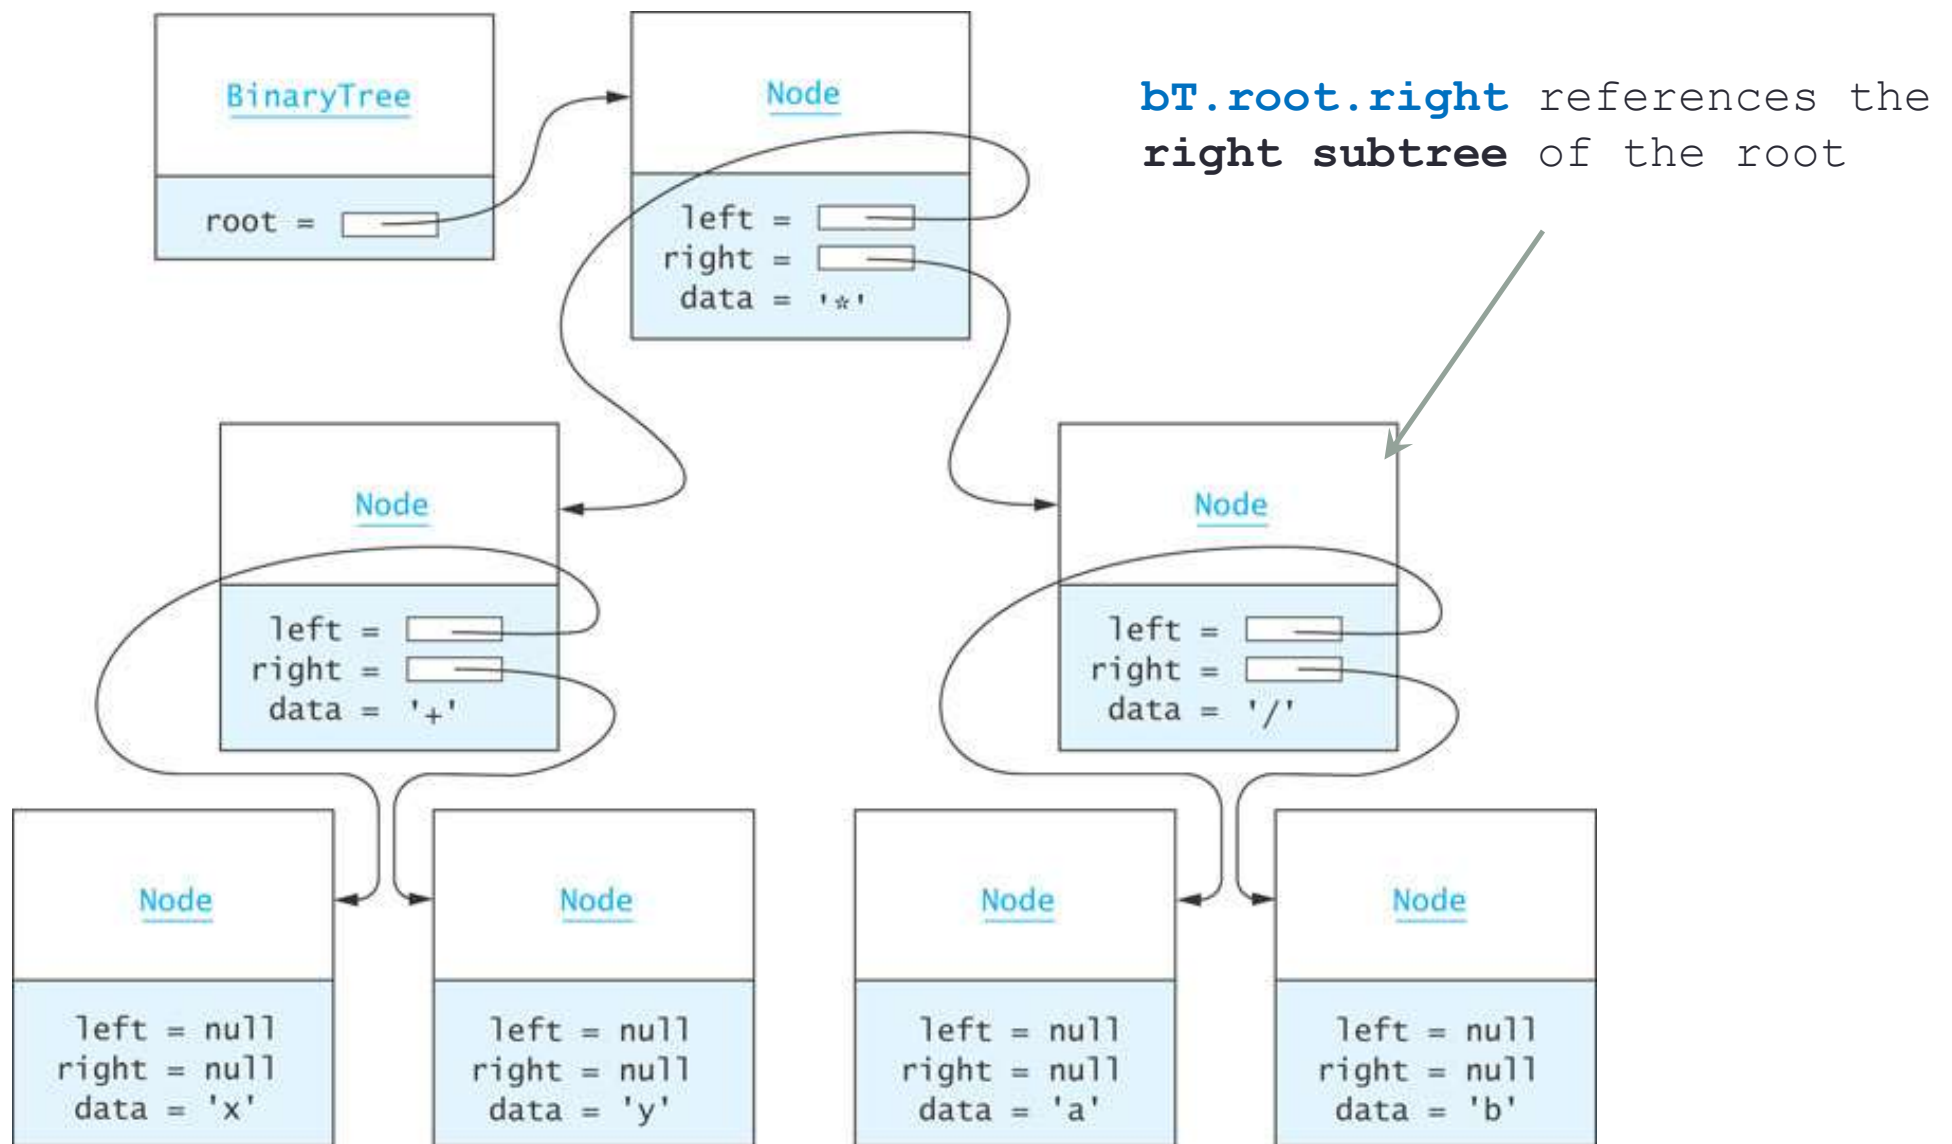 BinaryTree
root =
Node
left =
right =
data = '*'
bT.root.right references the
right subtree of the root
Node
left =
right =
data = '+'
Node
left =
right =
data = '/'
Node
left = null
right = null
data = 'x'
Node
left = null
right = null
data = 'y'
Node
left = null
right = null
data = 'a'
Node
left = null
right = null
data = 'b'